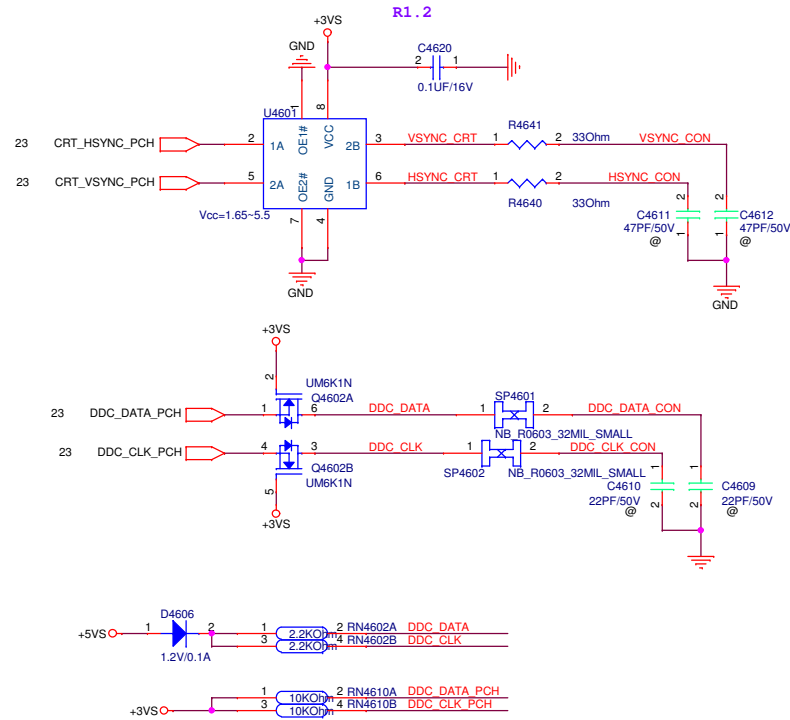 R1.2
+3VS
GND
C4620
2 1
0.1UF/16V
U4601
1 8
OE1# VCC
23 CRT_HSYNC_PCH 2 1A 2B 3 VSYNC_CRT 1 R4641 2 33Ohm VSYNC_CON
23 CRT_VSYNC_PCH 5 2A 1B 6 HSYNC_CRT 1 R4640 2 33Ohm HSYNC_CON
OE2# GND
Vcc=1.65~5.5
7 4
GND
2 2
C4611 C4612
47PF/50V 47PF/50V
1 1
@ @
GND
+3VS
2
UM6K1N
Q4602A
23 DDC_DATA_PCH 1 6 DDC_DATA 1 SP4601 2 DDC_DATA_CON
NB_R0603_32MIL_SMALL
23 DDC_CLK_PCH 4 3 DDC_CLK 1 2 DDC_CLK_CON
Q4602B
SP4602 NB_R0603_32MIL_SMALL
UM6K1N
5
+3VS
1 1
C4610 C4609
22PF/50V 22PF/50V
2 2
@ @
D4606
+5VS 1 2 1 2.2KOhm 2 RN4602A DDC_DATA
3 2.2KOhm 4 RN4602B DDC_CLK
1.2V/0.1A
1 10KOhm 2 RN4610A DDC_DATA_PCH
+3VS 3 10KOhm 4 RN4610B DDC_CLK_PCH